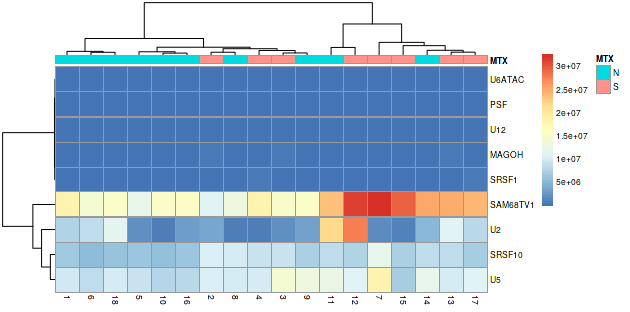 MTX
U6ATAC
PSF
U12
MAGOH
SRSF1
SAM68TV1
U2
SRSF10
U5
1 6 18 5 10 16 2 8 4 3 9 11 12 7 15 14 13 17
3e+07
2.5e+07
2e+07
1.5e+07
1e+07
5e+06
MTX
N
S